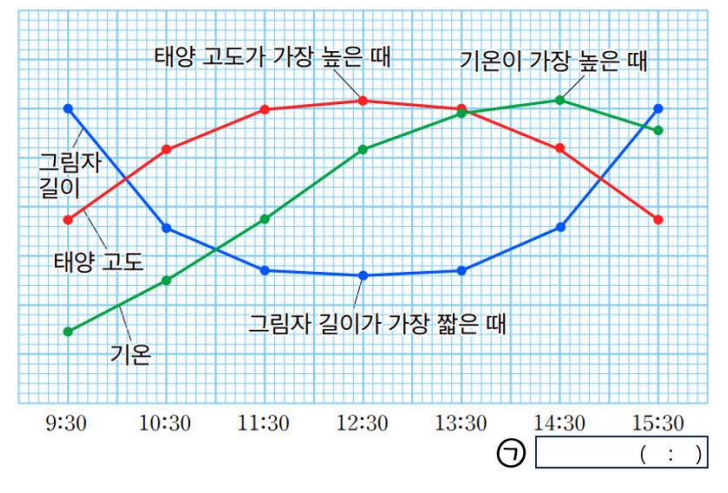 태양 고도가 가장 높은 때
기온이 가장 높은 때
그림자
길이
태양 고도
그림자 길이가 가장 짧은 때
기온
9:30 10:30 11:30 12:30 13:30 14:30 15:30
㉠ ( : )